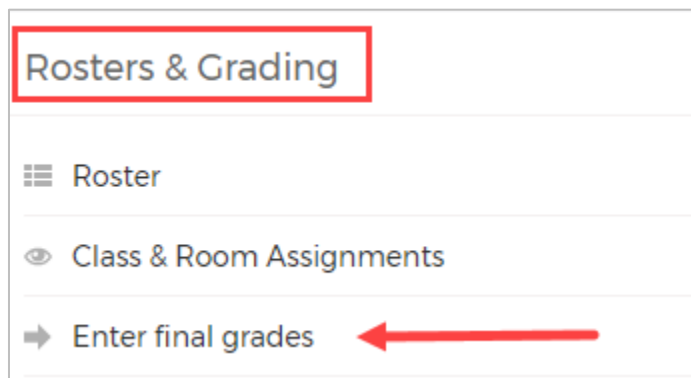 Rosters & Grading
Roster
Class & Room Assignments
Enter final grades